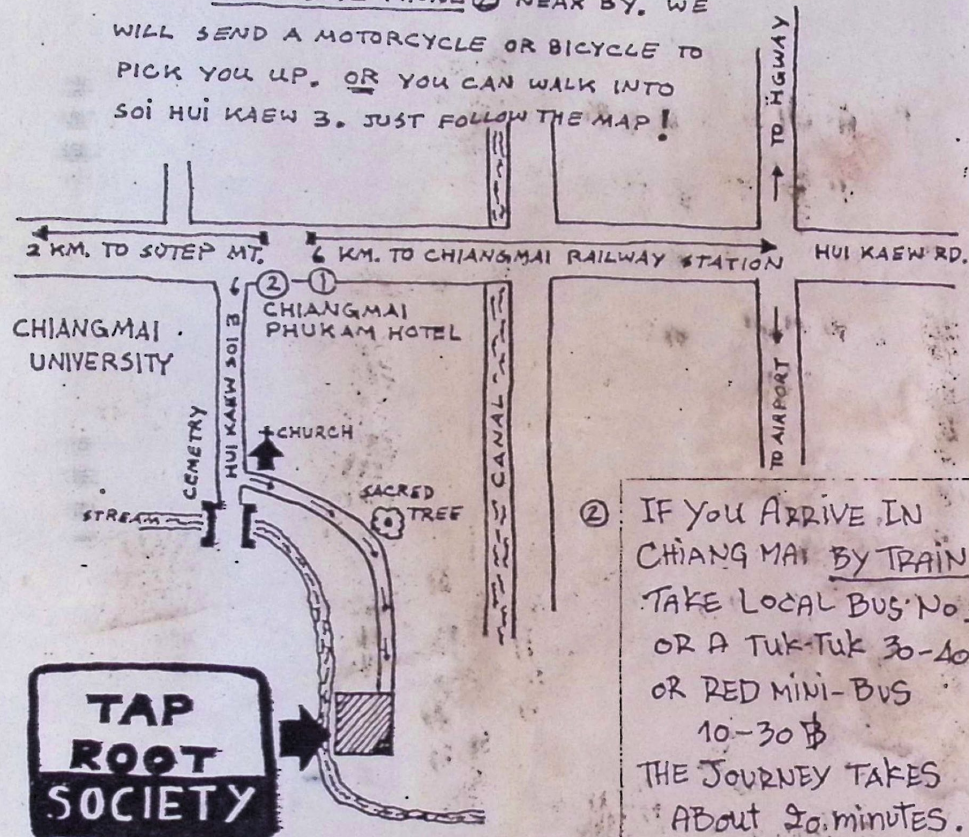 PHONE ② NEAR BY. WE
WILL SEND A MOTORCYCLE OR BICYCLE TO
PICK YOU UP. OR YOU CAN WALK INTO
SOi HUI KAEW 3. JUST FOLLOW THE MAP!
TO HGWAY
2 KM. TO SUTEP MT.
6 KM. TO CHIANGMAI RAILWAY STATION
HUI KAEW RD.
② ①
CHIANGMAI
PHUKAM HOTEL
CHIANGMAI
UNIVERSITY
HUI KAEW SOI 3
CEMETRY
CHURCH
CANAL
TO AIRPORT
SACRED
TREE
STREAM
② IF YOU ARRIVE IN
CHIANG MAI BY TRAIN
TAKE LOCAL BUS No.
OR A TUK-TUK 30-40
OR RED MINI-BUS
10-30 ฿
THE JOURNEY TAKES
About 20 minutes.
TAP
ROOT
SOCIETY